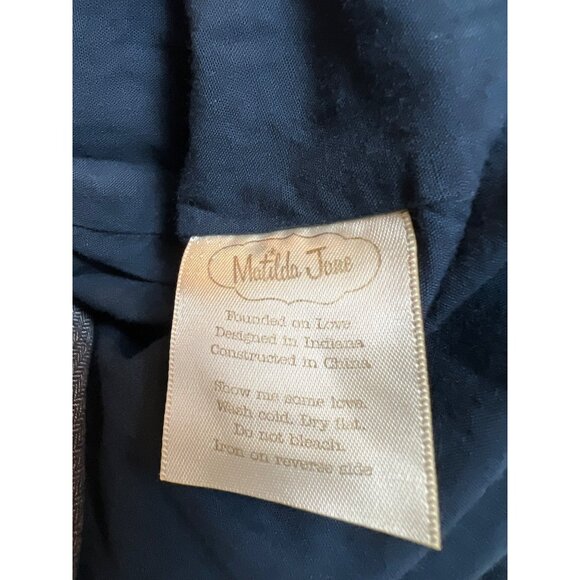 Matilda Jane
Founded on Love
Designed in Indiana
Constructed in China
Show me some love.
Wash cold. Dry flat.
Do not bleach.
Iron on reverse side